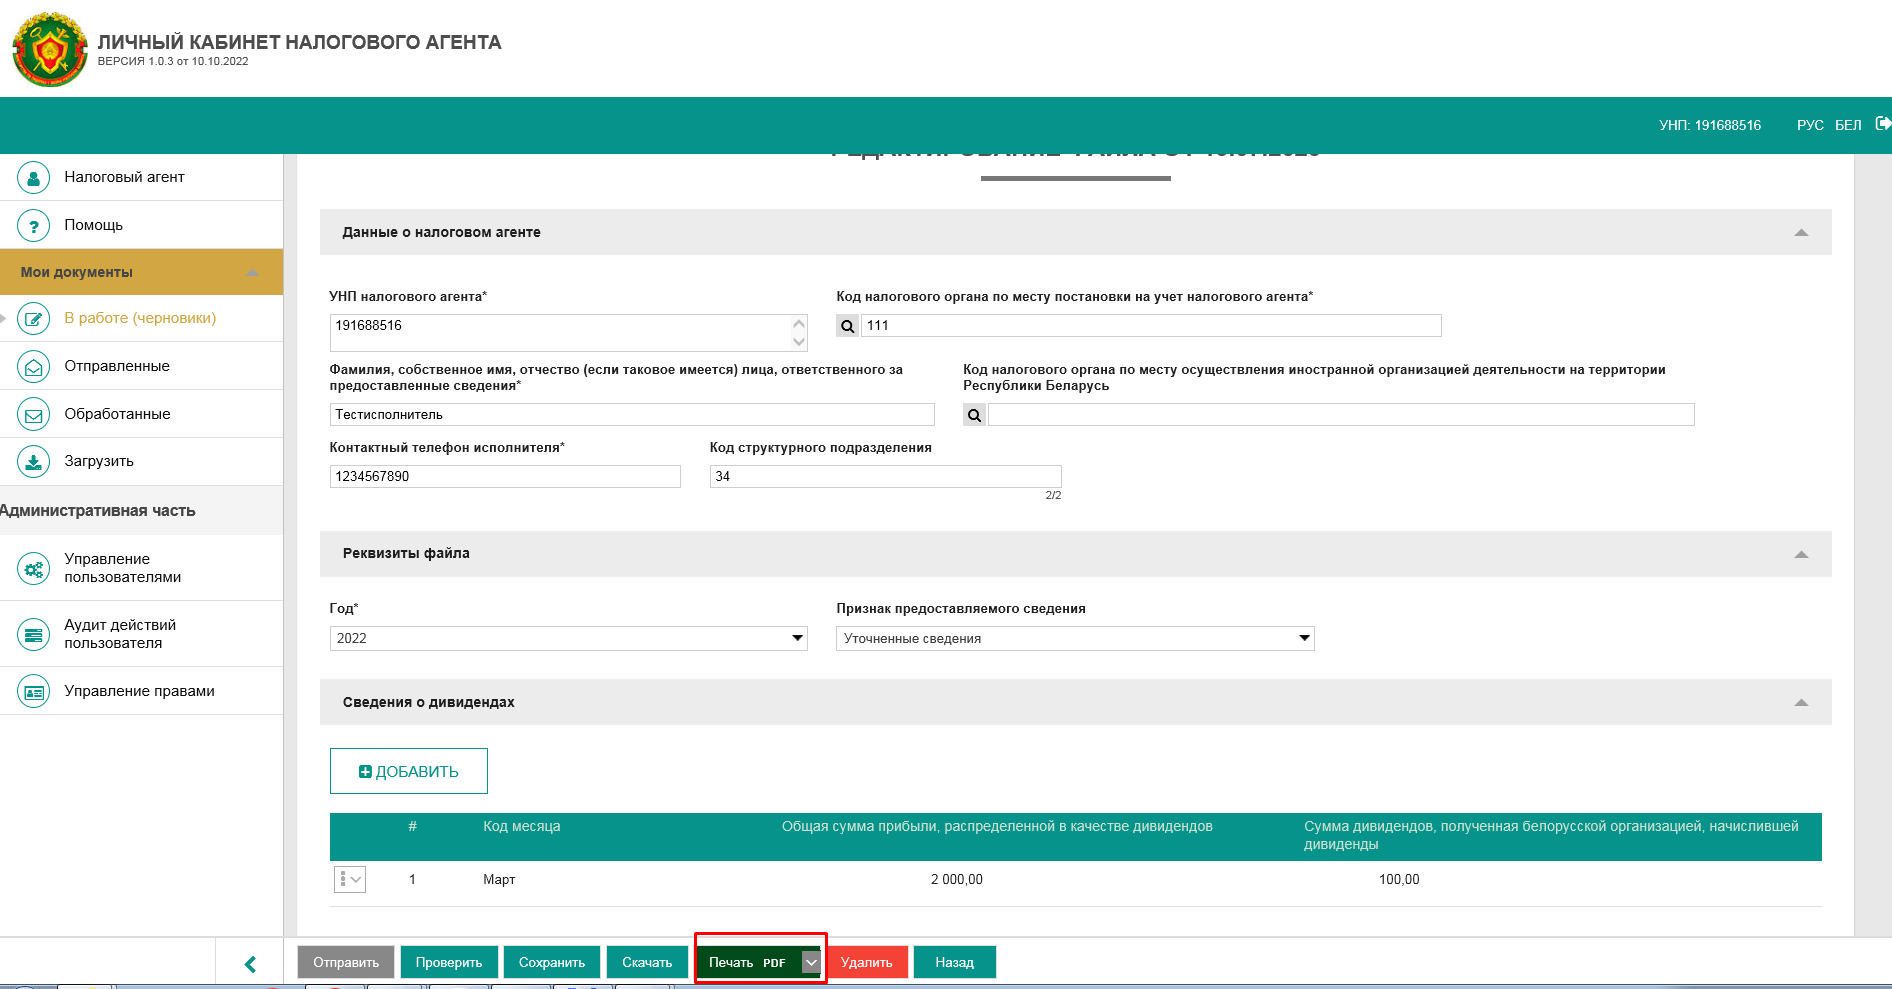 ЛИЧНЫЙ КАБИНЕТ НАЛОГОВОГО АГЕНТА
ВЕРСИЯ 1.0.3 от 10.10.2022
УНП: 191688516 РУС БЕЛ
Налоговый агент
Помощь
Мои документы
В работе (черновики)
Отправленные
Обработанные
Загрузить
Административная часть
Управление
пользователями
Аудит действий
пользователя
Управление правами
Данные о налоговом агенте
УНП налогового агента*
191688516
Код налогового органа по месту постановки на учет налогового агента*
111
Фамилия, собственное имя, отчество (если таковое имеется) лица, ответственного за
предоставленные сведения*
Тестисполнитель
Код налогового органа по месту осуществления иностранной организацией деятельности на территории
Республики Беларусь
Контактный телефон исполнителя*
1234567890
Код структурного подразделения
34
2/2
Реквизиты файла
Год*
2022
Признак предоставляемого сведения
Уточненные сведения
Сведения о дивидендах
ДОБАВИТЬ
# Код месяца Общая сумма прибыли, распределенной в качестве дивидендов Сумма дивидендов, полученная белорусской организацией, начислившей
дивиденды
1 Март 2 000,00 100,00
Отправить Проверить Сохранить Скачать Печать PDF Удалить Назад